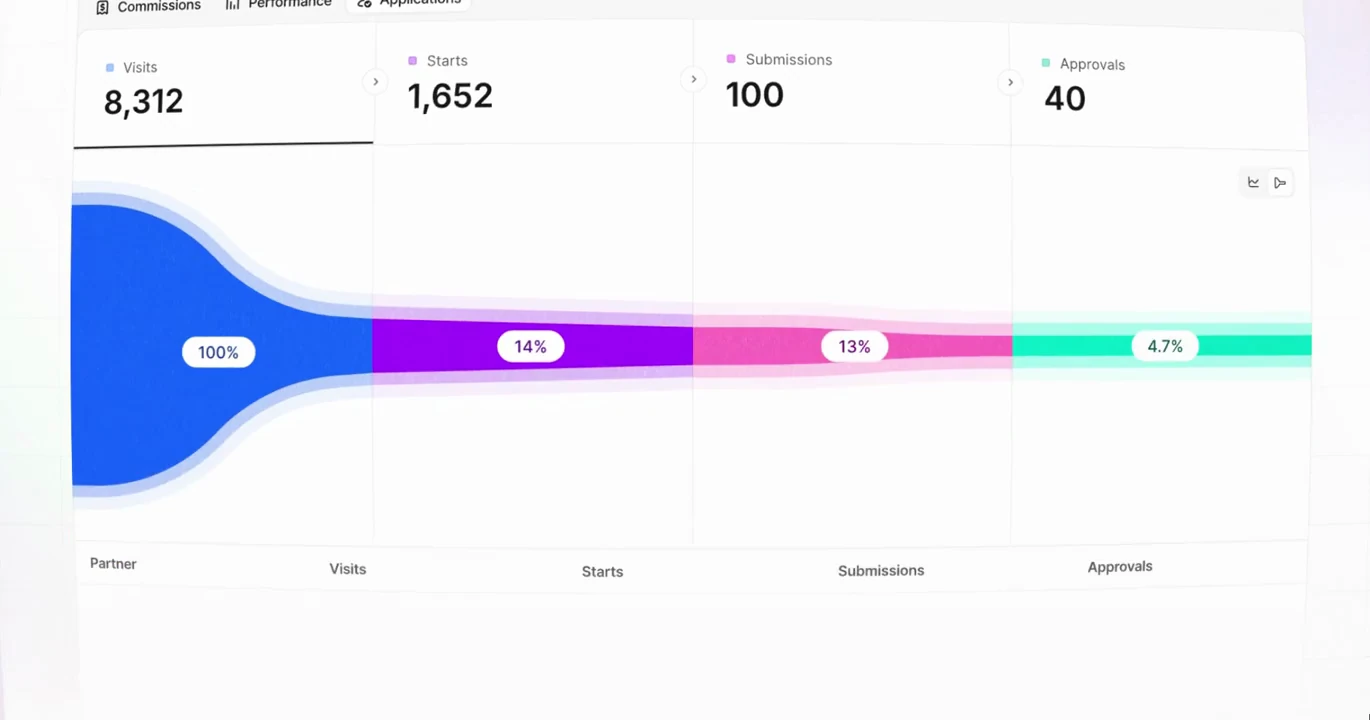 Commissions Performance Applications
Visits Starts Submissions Approvals
8,312 1,652 100 40
100% 14% 13% 4.7%
Partner Visits Starts Submissions Approvals